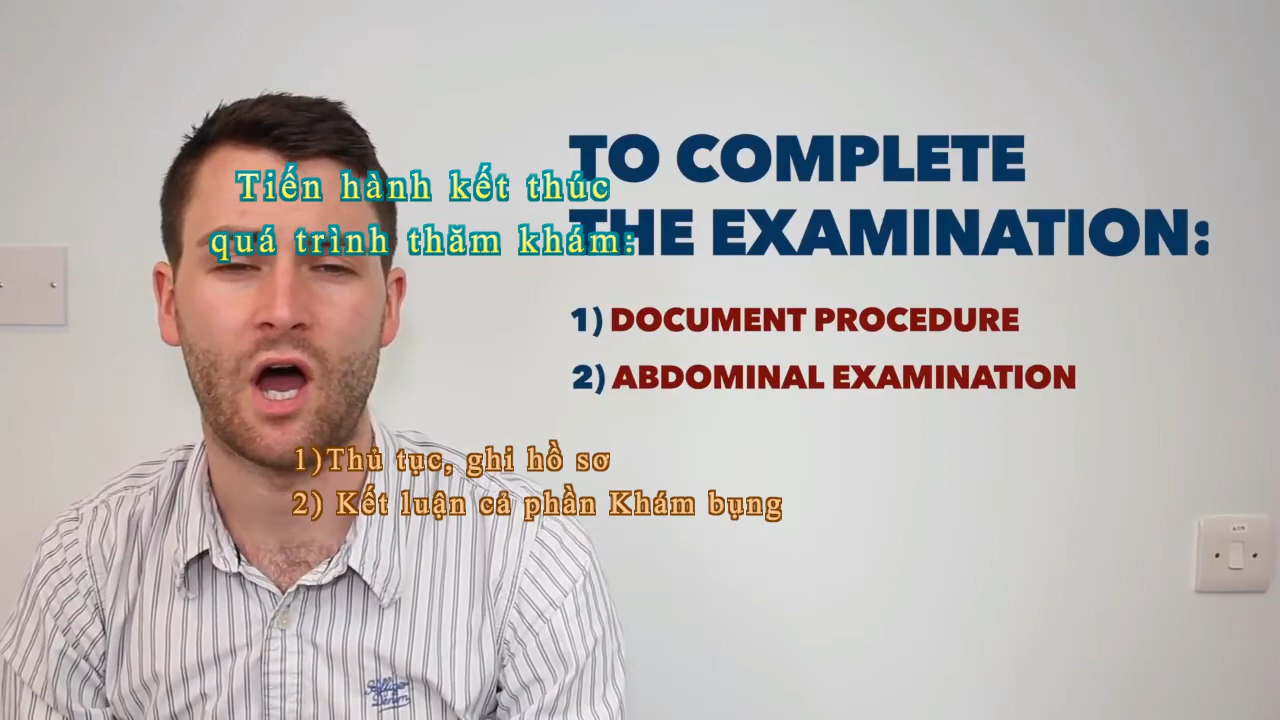 TO COMPLETE
THE EXAMINATION:
1) DOCUMENT PROCEDURE
2) ABDOMINAL EXAMINATION
Tiến hành kết thúc
quá trình thăm khám:
1)Thủ tục, ghi hồ sơ
2) Kết luận cả phần Khám bụng